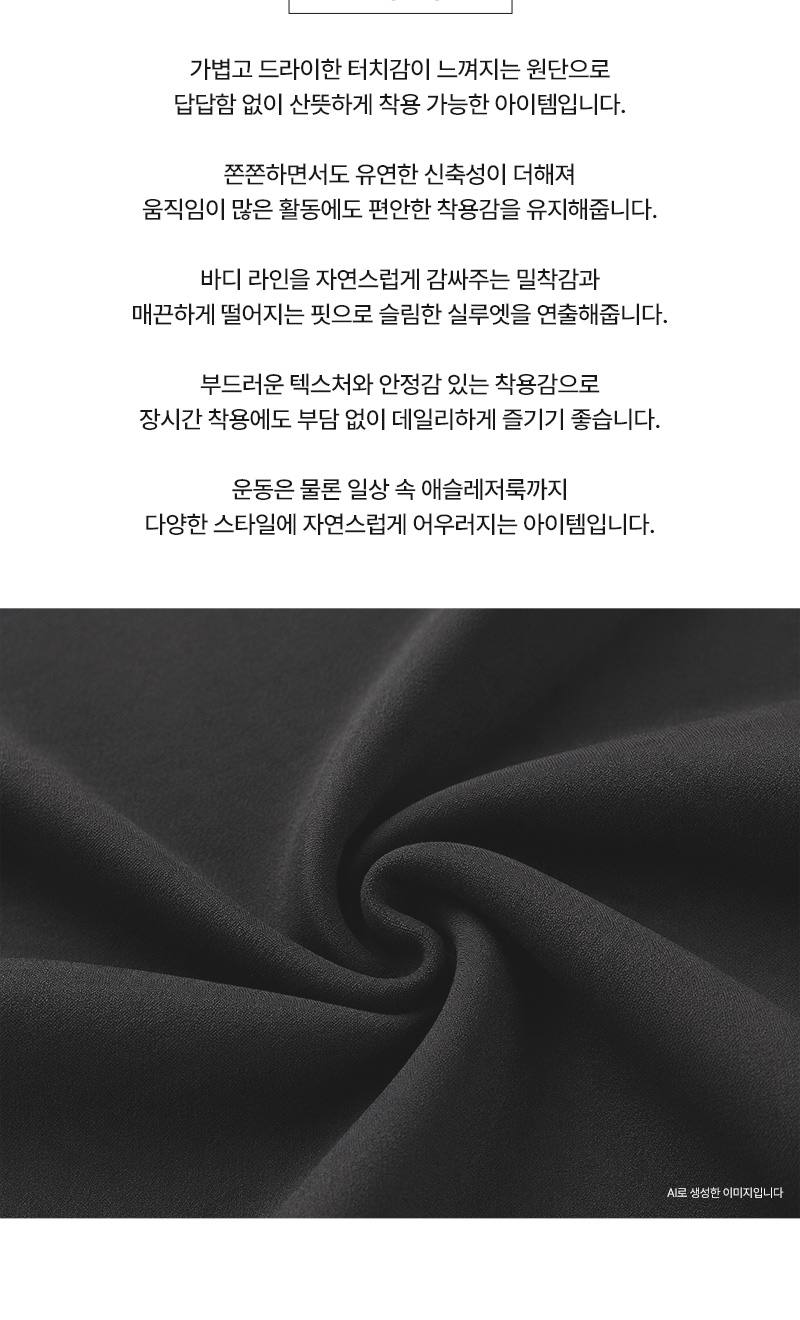 가볍고 드라이한 터치감이 느껴지는 원단으로
답답함 없이 산뜻하게 착용 가능한 아이템입니다.
쫀쫀하면서도 유연한 신축성이 더해져
움직임이 많은 활동에도 편안한 착용감을 유지해줍니다.
바디 라인을 자연스럽게 감싸주는 밀착감과
매끈하게 떨어지는 핏으로 슬림한 실루엣을 연출해줍니다.
부드러운 텍스처와 안정감 있는 착용감으로
장시간 착용에도 부담 없이 데일리하게 즐기기 좋습니다.
운동은 물론 일상 속 애슬레저룩까지
다양한 스타일에 자연스럽게 어우러지는 아이템입니다.
AI로 생성한 이미지입니다